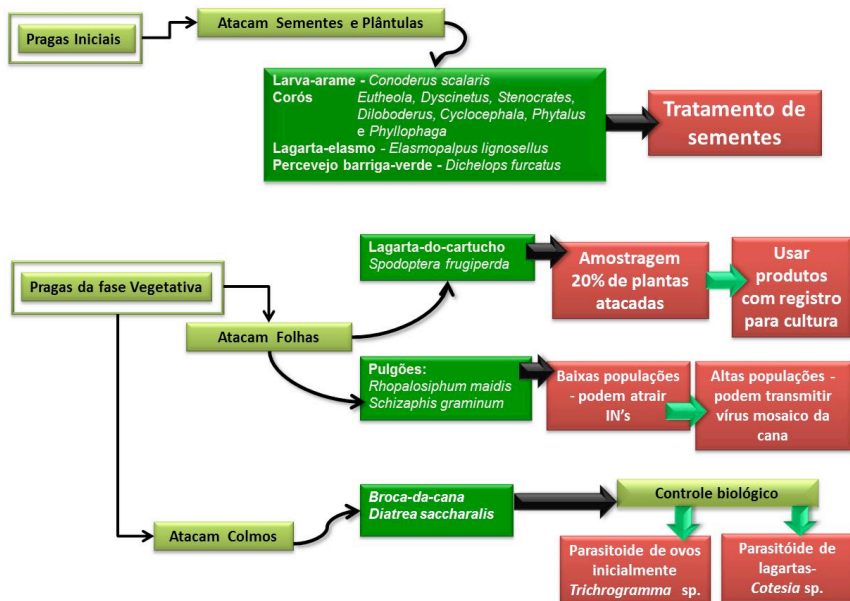 Pragas Iniciais
Atacam Sementes e Plântulas
Larva-arame - Conoderus scalaris
Corós Eutheola, Dyscinetus, Stenocrates,
Diloboderus, Cyclocephala, Phytalus
e Phyllophaga
Lagarta-elasmo - Elasmopalpus lignosellus
Percevejo barriga-verde - Dichelops furcatus
Tratamento de
sementes
Pragas da fase Vegetativa
Atacam Folhas
Lagarta-do-cartucho
Spodoptera frugiperda
Amostragem
20% de plantas
atacadas
Usar
produtos
com registro
para cultura
Pulgões:
Rhopalosiphum maidis
Schizaphis graminum
Baixas populações
- podem atrair
IN's
Altas populações -
podem transmitir
vírus mosaico da
cana
Atacam Colmos
Broca-da-cana
Diatrea saccharalis
Controle biológico
Parasitoide de ovos
inicialmente
Trichogramma sp.
Parasitóide de
lagartas-
Cotesia sp.